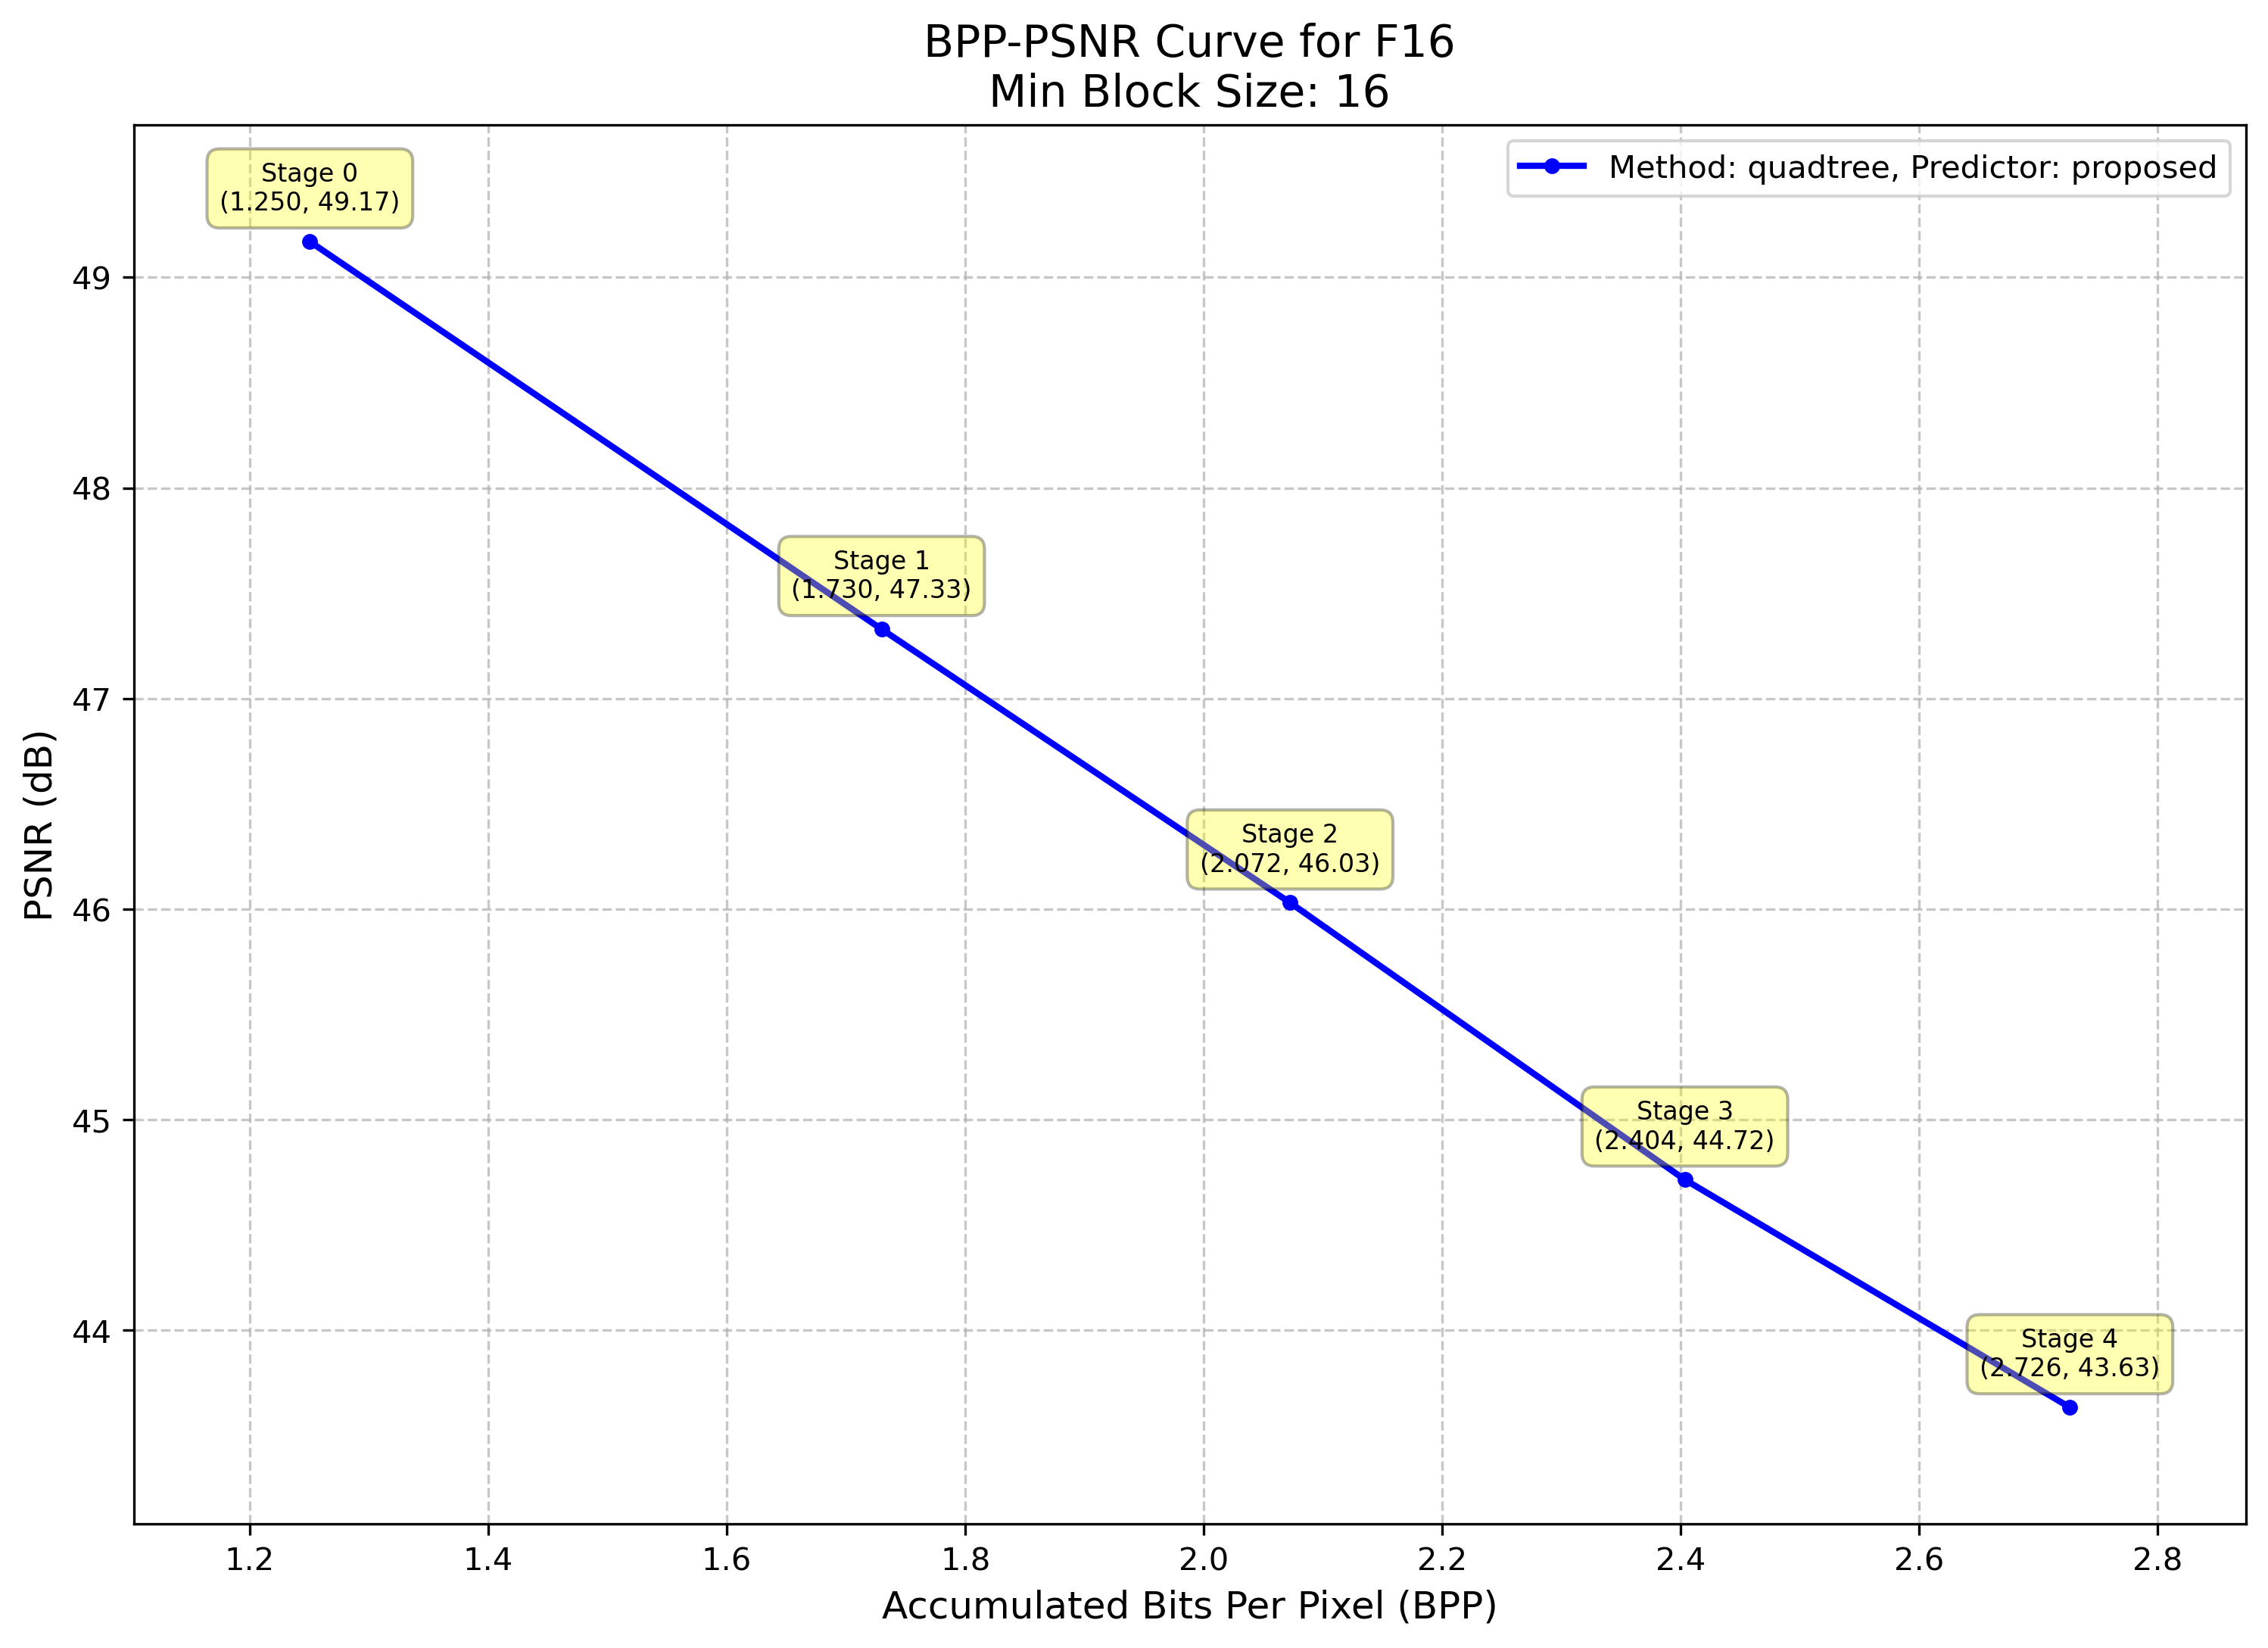 BPP-PSNR Curve for F16
Min Block Size: 16
Method: quadtree, Predictor: proposed
Stage 0
(1.250, 49.17)
Stage 1
(1.730, 47.33)
Stage 2
(2.072, 46.03)
Stage 3
(2.404, 44.72)
Stage 4
(2.726, 43.63)
PSNR (dB)
49
48
47
46
45
44
1.2 1.4 1.6 1.8 2.0 2.2 2.4 2.6 2.8
Accumulated Bits Per Pixel (BPP)